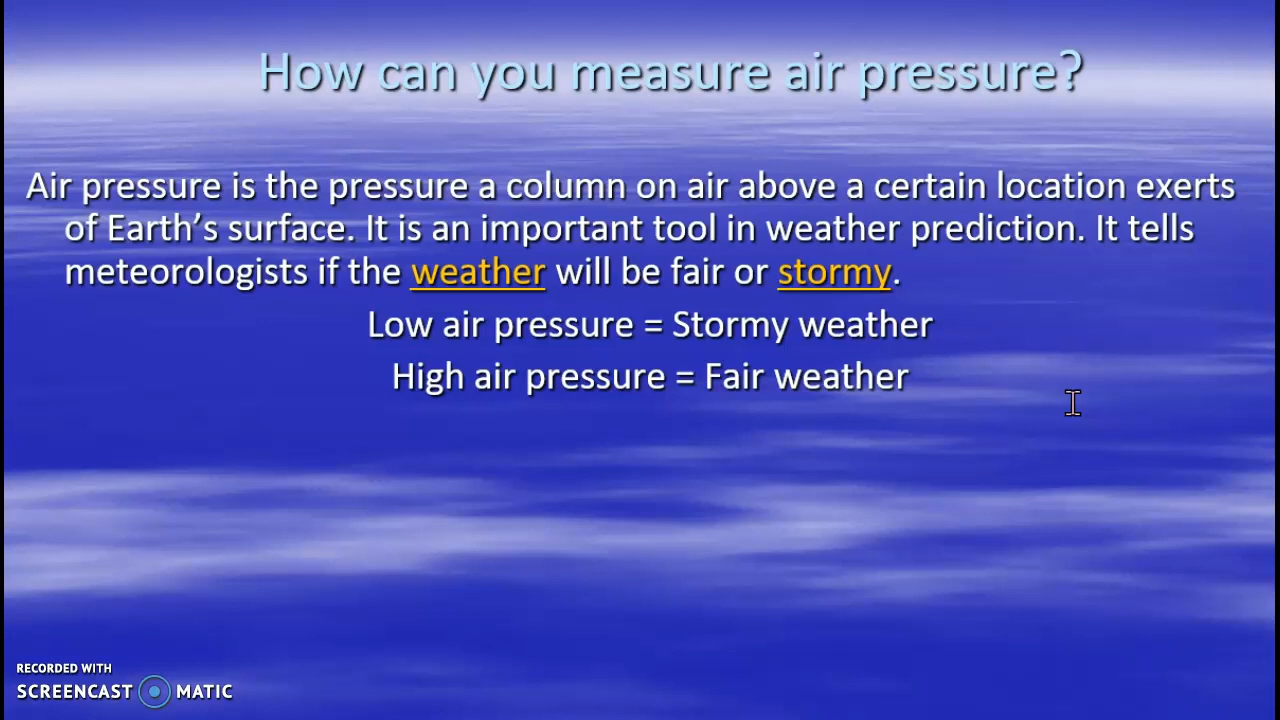 How can you measure air pressure?
Air pressure is the pressure a column on air above a certain location exerts
of Earth’s surface. It is an important tool in weather prediction. It tells
meteorologists if the weather will be fair or stormy.
Low air pressure = Stormy weather
High air pressure = Fair weather
RECORDED WITH
SCREENCAST MATIC